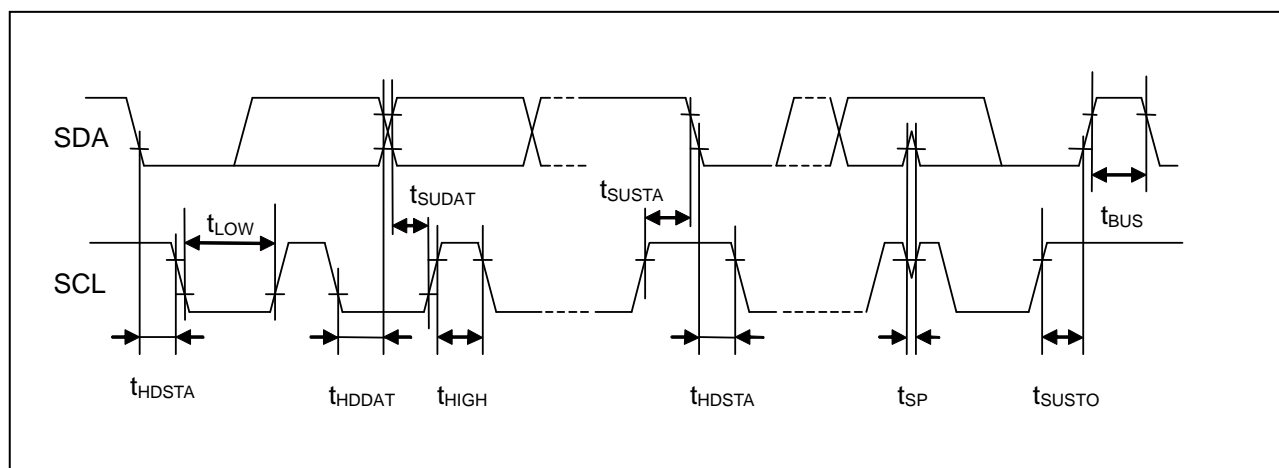 SDA
tSUDAT
tSUSTA
tLOW
tBUS
SCL
tHDSTA
tHDDAT
tHIGH
tHDSTA
tSP
tSUSTO